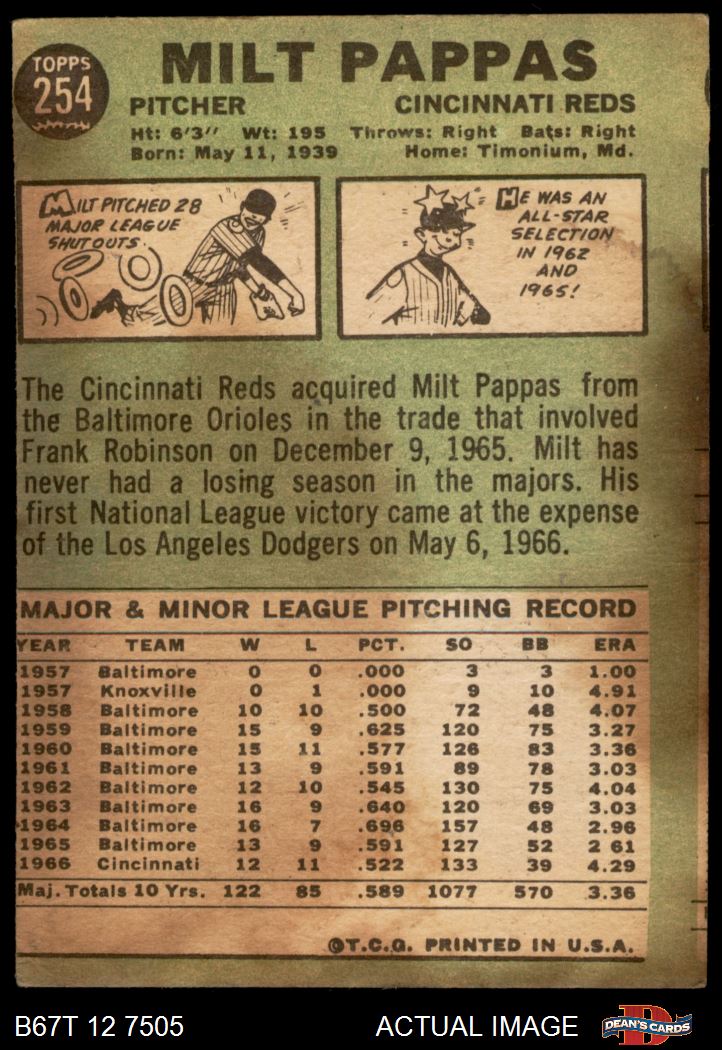 TOPPS
254
MILT PAPPAS
PITCHER CINCINNATI REDS
Ht: 6'3" Wt: 195 Throws: Right Bats: Right
Born: May 11, 1939 Home: Timonium, Md.
MILT PITCHED 28
MAJOR LEAGUE
SHUTOUTS.
HE WAS AN
ALL-STAR
SELECTION
IN 1962
AND
1965!
The Cincinnati Reds acquired Milt Pappas from
the Baltimore Orioles in the trade that involved
Frank Robinson on December 9, 1965. Milt has
never had a losing season in the majors. His
first National League victory came at the expense
of the Los Angeles Dodgers on May 6, 1966.
MAJOR & MINOR LEAGUE PITCHING RECORD
YEAR TEAM W L PCT. SO BB ERA
1957 Baltimore 0 0 .000 3 3 1.00
1957 Knoxville 0 1 .000 9 10 4.91
1958 Baltimore 10 10 .500 72 48 4.07
1959 Baltimore 15 9 .625 120 75 3.27
1960 Baltimore 15 11 .577 126 83 3.36
1961 Baltimore 13 9 .591 89 78 3.03
1962 Baltimore 12 10 .545 130 75 4.04
1963 Baltimore 16 9 .640 120 69 3.03
1964 Baltimore 16 7 .696 157 48 2.96
1965 Baltimore 13 9 .591 127 52 2 61
1966 Cincinnati 12 11 .522 133 39 4.29
Maj. Totals 10 Yrs. 122 85 .589 1077 570 3.36
©T.C.G. PRINTED IN U.S.A.
B67T 12 7505 ACTUAL IMAGE
DEAN'S CARDS